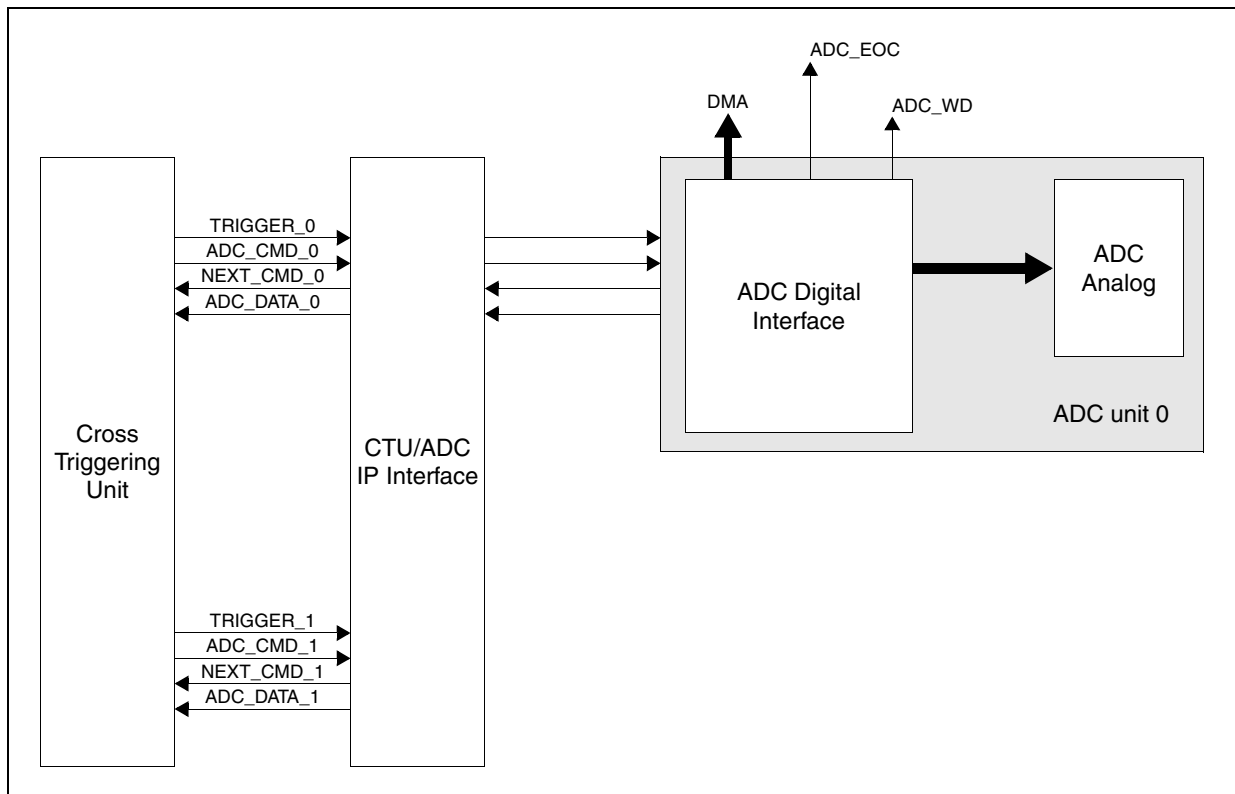 ADC_EOC
DMA
ADC_WD
TRIGGER_0
ADC_CMD_0
NEXT_CMD_0
ADC_DATA_0
ADC Digital
Interface
ADC
Analog
ADC unit 0
Cross
Triggering
Unit
CTU/ADC
IP Interface
TRIGGER_1
ADC_CMD_1
NEXT_CMD_1
ADC_DATA_1